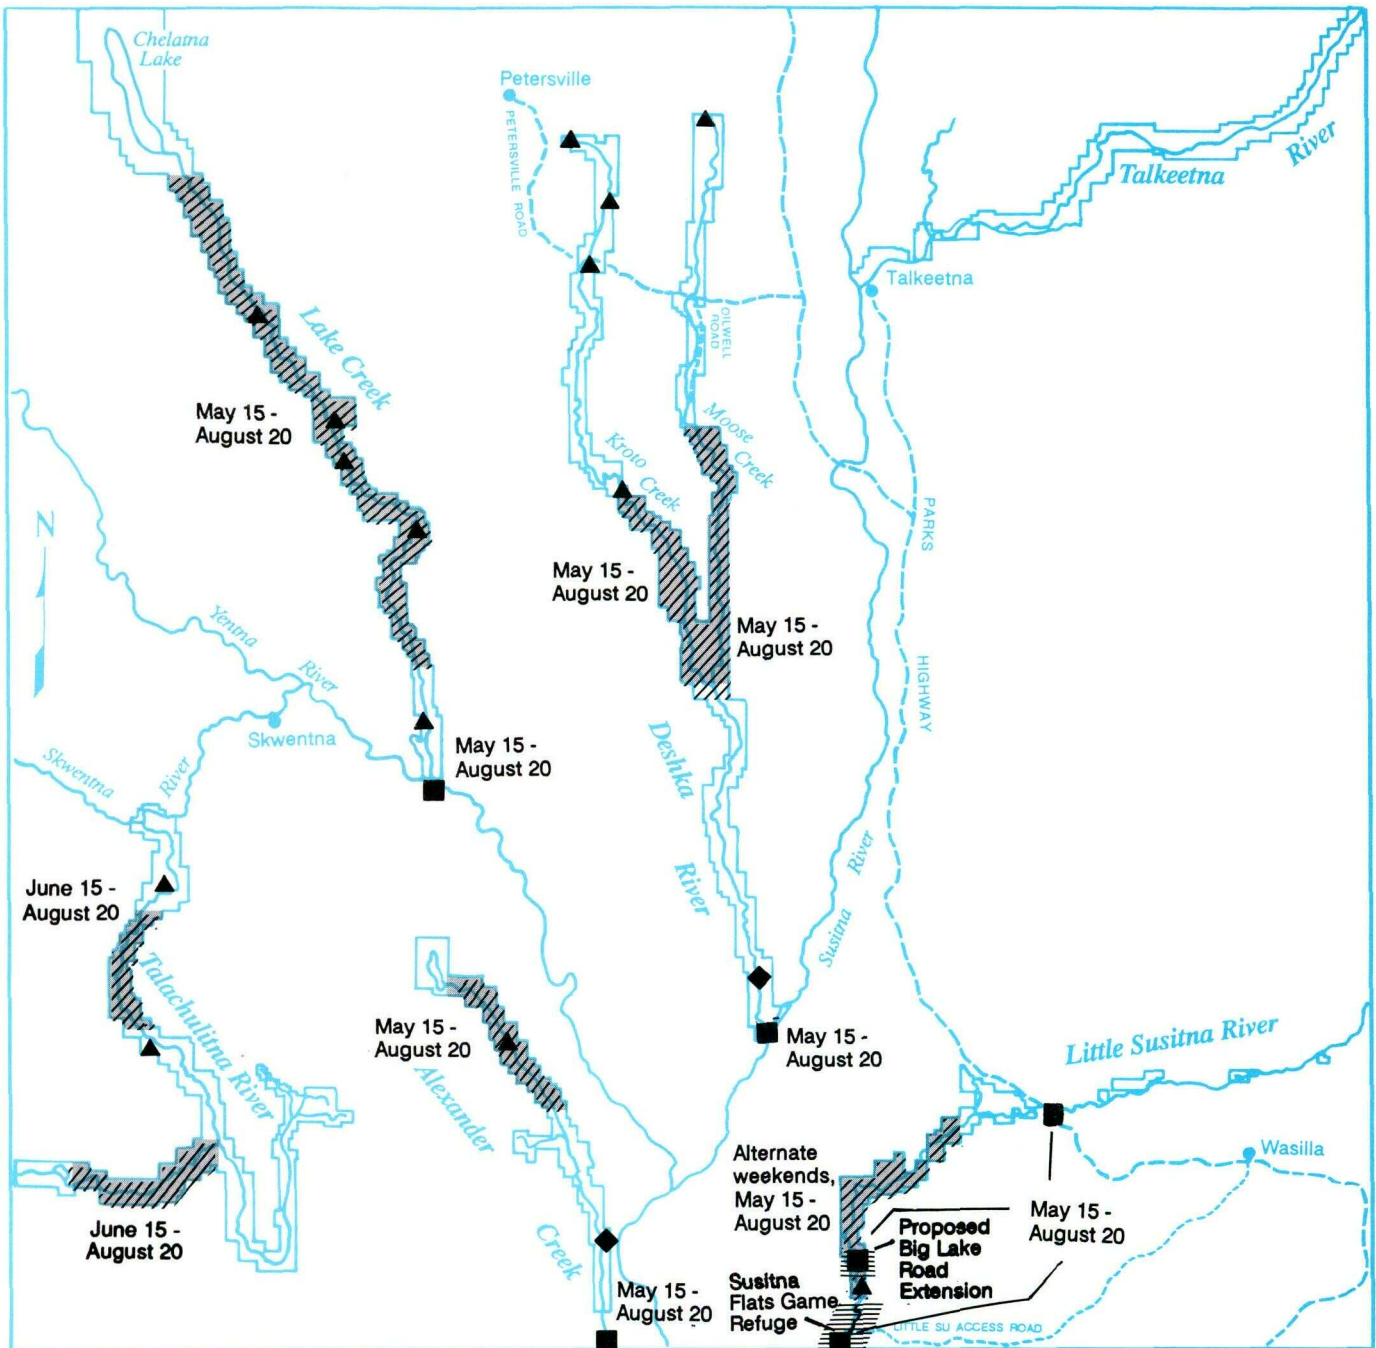 Chelatna
Lake
Petersville
PETERSVILLE ROAD
River
Talkeetna
Talkeetna
Lake Creek
OILWELL
ROAD
May 15 -
August 20
Moose
Creek
Kroto
Creek
N
PARKS
May 15 -
August 20
Yentna
River
May 15 -
August 20
HIGHWAY
Skwentna
Skwentna
River
May 15 -
August 20
Deshka
River
Susitna
River
June 15 -
August 20
Talachulitna River
May 15 -
August 20
Alexander
Creek
May 15 -
August 20
Little Susitna River
Wasilla
Alternate
weekends,
May 15 -
August 20
May 15 -
August 20
June 15 -
August 20
Proposed
Big Lake
Road
Extension
Susitna
Flats Game
Refuge
May 15 -
August 20
LITTLE SU ACCESS ROAD